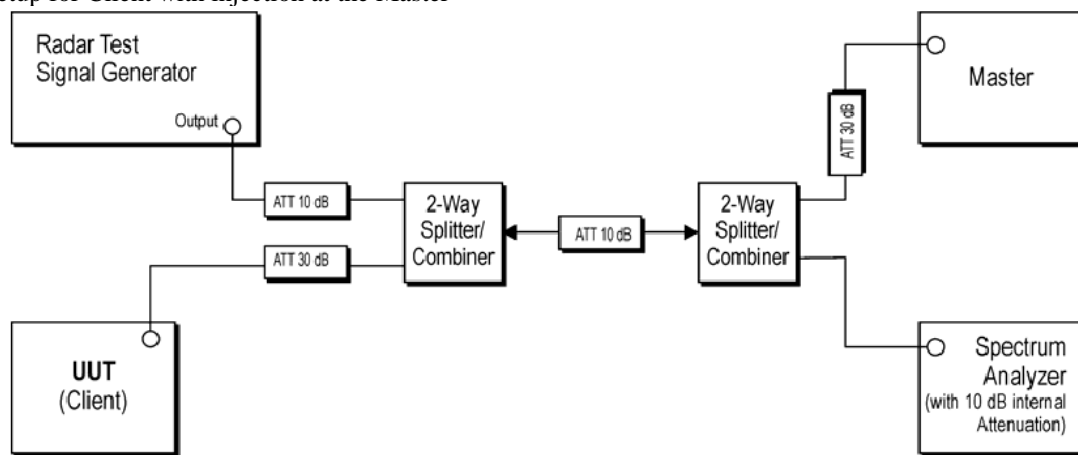 Setup for Client with injection at the Master
Radar Test
Signal Generator
Output
ATT 10 dB
ATT 30 dB
UUT
(Client)
2-Way
Splitter/
Combiner
ATT 10 dB
2-Way
Splitter/
Combiner
ATT 30 dB
Master
Spectrum
Analyzer
(with 10 dB internal
Attenuation)